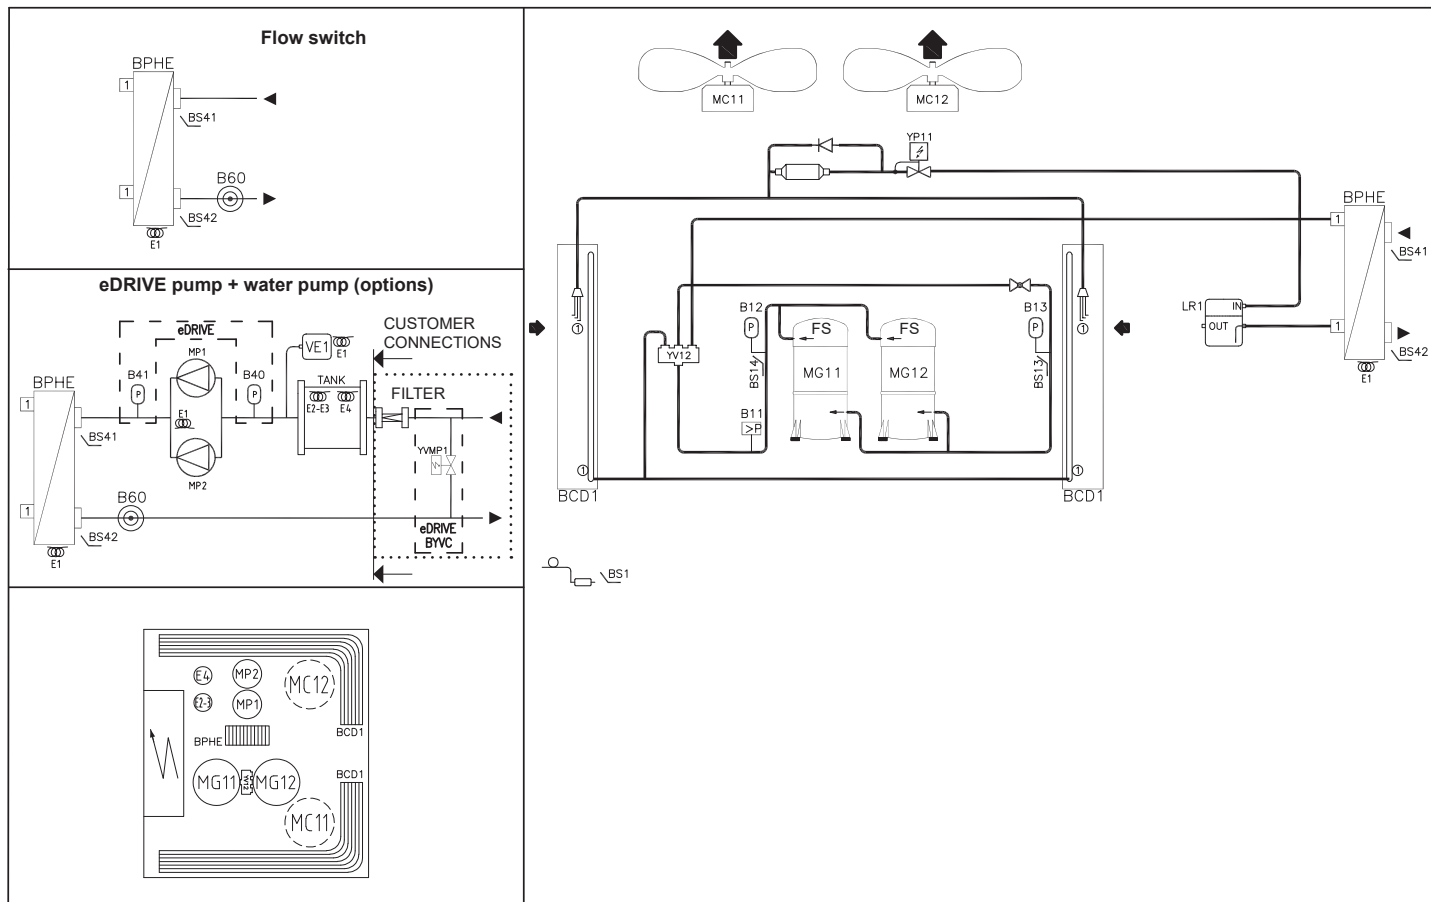 Flow switch
BPHE
1
BS41
1
B60
BS42
E1
eDRIVE pump + water pump (options)
eDRIVE
CUSTOMER
CONNECTIONS
MP1
VE1
E1
B41
B40
P
P
BPHE
TANK
FILTER
1
E2-E3
E4
E1
BS41
YVMP1
MP2
B60
1
BS42
eDRIVE
BYVC
E1
MC12
E4
MP2
E2-3
MP1
BCD1
BPHE
BCD1
MG11
MG12
MC11
MC11
MC12
YP11
BPHE
1
BS41
LR1
IN
OUT
1
BS42
E1
B12
P
FS
FS
B13
P
1
1
YV12
BS14
MG11
MG12
BS13
B11
>P
1
1
BCD1
BCD1
BS1